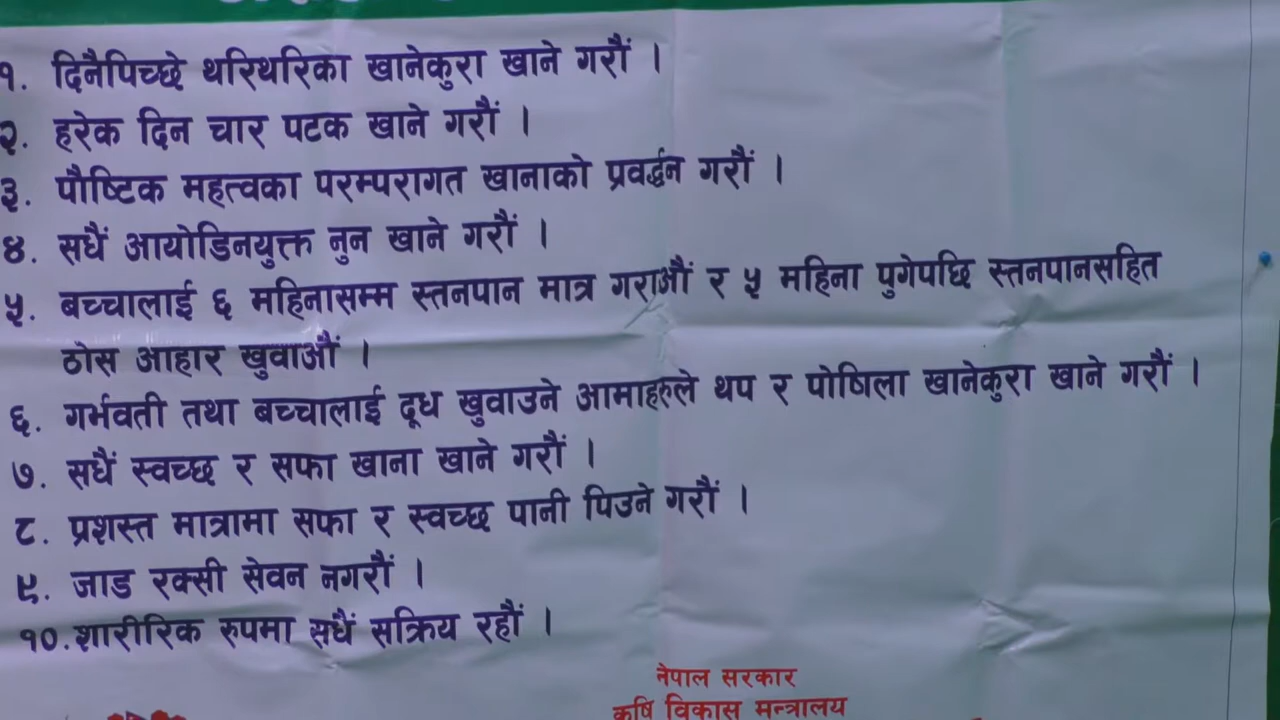 १. दिनैपिच्छे थरिथरिका खानेकुरा खाने गरौं ।
२. हरेक दिन चार पटक खाने गरौं ।
३. पौष्टिक महत्वका परम्परागत खानाको प्रवर्द्धन गरौं ।
४. सधैं आयोडिनयुक्त नुन खाने गरौं ।
५. बच्चालाई ६ महिनासम्म स्तनपान मात्र गराऔं र ५ महिना पुगेपछि स्तनपानसहित
ठोस आहार खुवाऔं ।
६. गर्भवती तथा बच्चालाई दूध खुवाउने आमाहरुले थप र पोषिला खानेकुरा खाने गरौं ।
७. सधैं स्वच्छ र सफा खाना खाने गरौं ।
८. प्रशस्त मात्रामा सफा र स्वच्छ पानी पिउने गरौं ।
९. जाड रक्सी सेवन नगरौं ।
१०. शारीरिक रुपमा सधैं सक्रिय रहौं ।
नेपाल सरकार
कृषि विकास मन्त्रालय